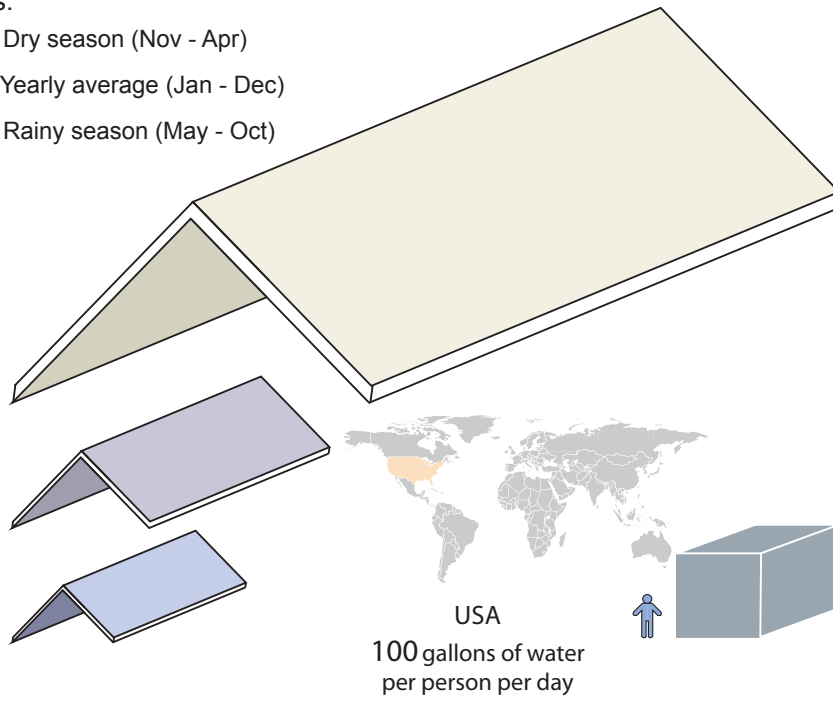 s:
Dry season (Nov - Apr)
Yearly average (Jan - Dec)
Rainy season (May - Oct)
USA
100 gallons of water
per person per day